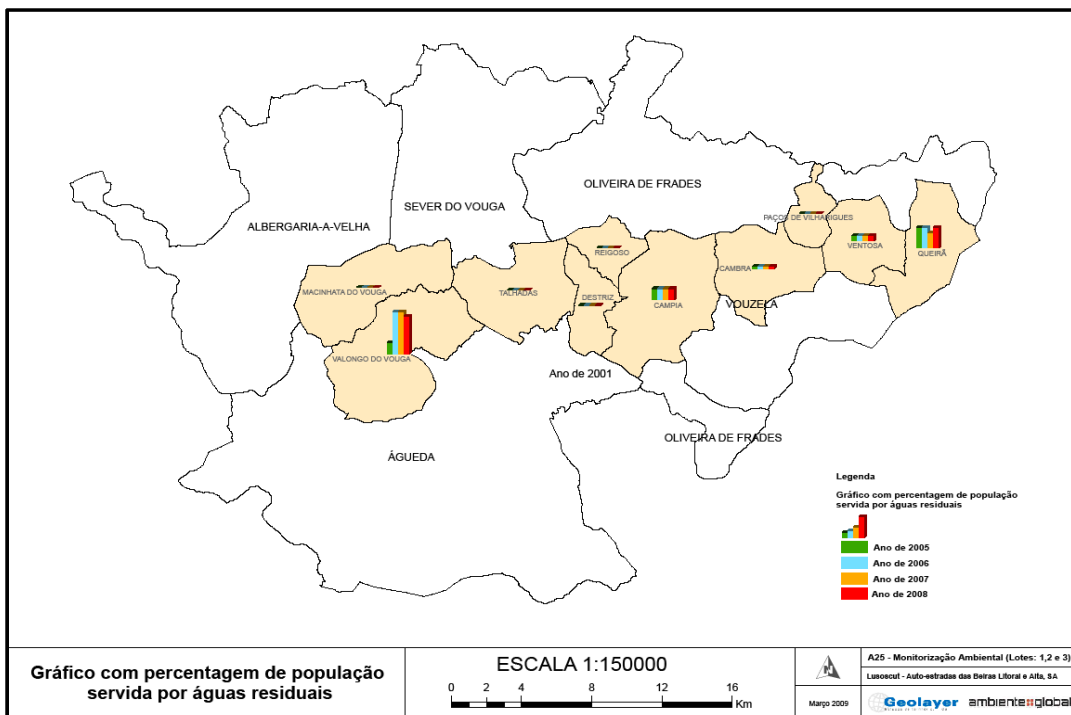 OLIVEIRA DE FRADES
SEVER DO VOUGA
ALBERGARIA-A-VELHA
PAÇOS DE VILHARIGUES
VENTOSA
QUEIRÃ
REIGOSO
CAMBRA
MACINHATA DO VOUGA
TALHADAS
DESTRIZ
CAMPIA
VOUZELA
VALONGO DO VOUGA
Ano de 2001
OLIVEIRA DE FRADES
ÁGUEDA
Legenda
Gráfico com percentagem de população
servida por águas residuais
Ano de 2005
Ano de 2006
Ano de 2007
Ano de 2008
Gráfico com percentagem de população
servida por águas residuais
ESCALA 1:150000
0 2 4 8 12 16
Km
N
Março 2009
A25 - Monitorização Ambiental (Lotes: 1,2 e 3)
Lusoscut - Auto-estradas das Beiras Litoral e Alta, SA
Geolayer
ambiente global